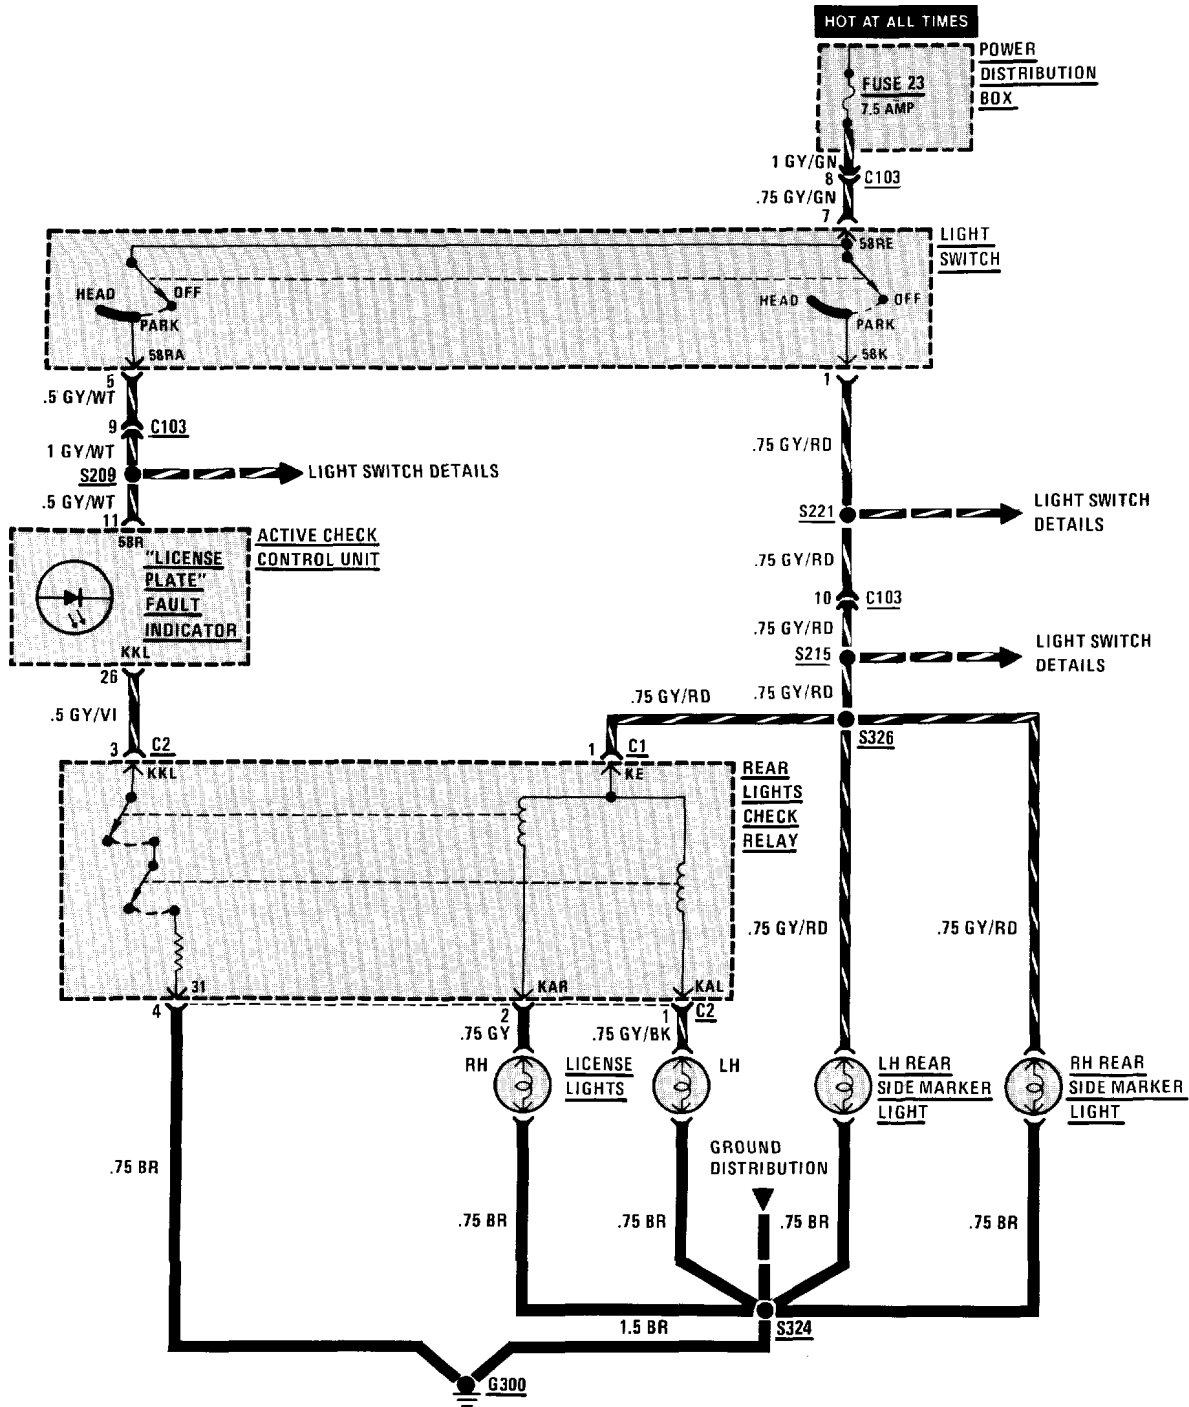 HOT AT ALL TIMES
POWER
DISTRIBUTION
BOX
FUSE 23
7.5 AMP
1 GY/GN
8
C103
.75 GY/GN
7
58RE
LIGHT
SWITCH
HEAD
OFF
PARK
58RA
HEAD
OFF
PARK
58K
5
.5 GY/WT
9
C103
1 GY/WT
S209
LIGHT SWITCH DETAILS
.5 GY/WT
11
1
.75 GY/RD
S221
LIGHT SWITCH
DETAILS
.75 GY/RD
10
C103
.75 GY/RD
S215
LIGHT SWITCH
DETAILS
.75 GY/RD
58R
"LICENSE
PLATE"
FAULT
INDICATOR
ACTIVE CHECK
CONTROL UNIT
KKL
26
.5 GY/VI
3
C2
.75 GY/RD
1
C1
S326
KKL
KE
REAR
LIGHTS
CHECK
RELAY
.75 GY/RD
.75 GY/RD
31
KAR
KAL
4
2
1
C2
.75 GY
.75 GY/BK
RH
LICENSE
LIGHTS
LH
LH REAR
SIDE MARKER
LIGHT
RH REAR
SIDE MARKER
LIGHT
GROUND
DISTRIBUTION
.75 BR
.75 BR
.75 BR
.75 BR
.75 BR
1.5 BR
S324
G300